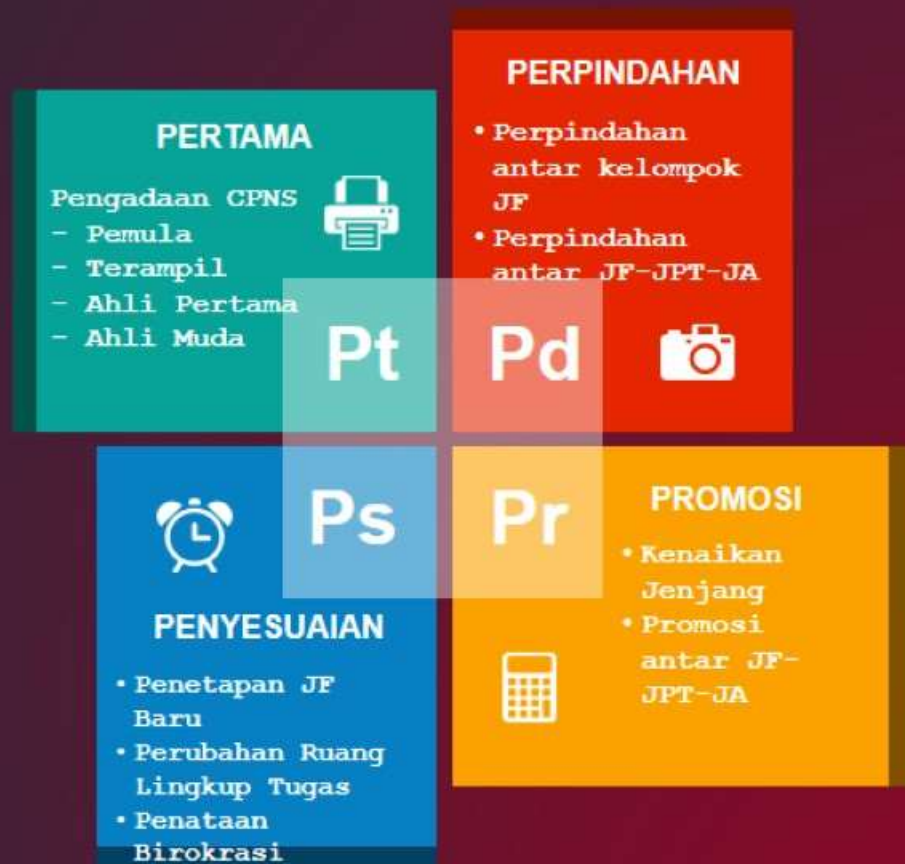 PERTAMA
Pengadaan CPNS
- Pemula
- Terampil
- Ahli Pertama
- Ahli Muda
Pt
PERPINDAHAN
• Perpindahan
antar kelompok
JF
• Perpindahan
antar JF-JPT-JA
Pd
Ps
PENYESUAIAN
• Penetapan JF
Baru
• Perubahan Ruang
Lingkup Tugas
• Penataan
Birokrasi
Pr
PROMOSI
• Kenaikan
Jenjang
• Promosi
antar JF-
JPT-JA